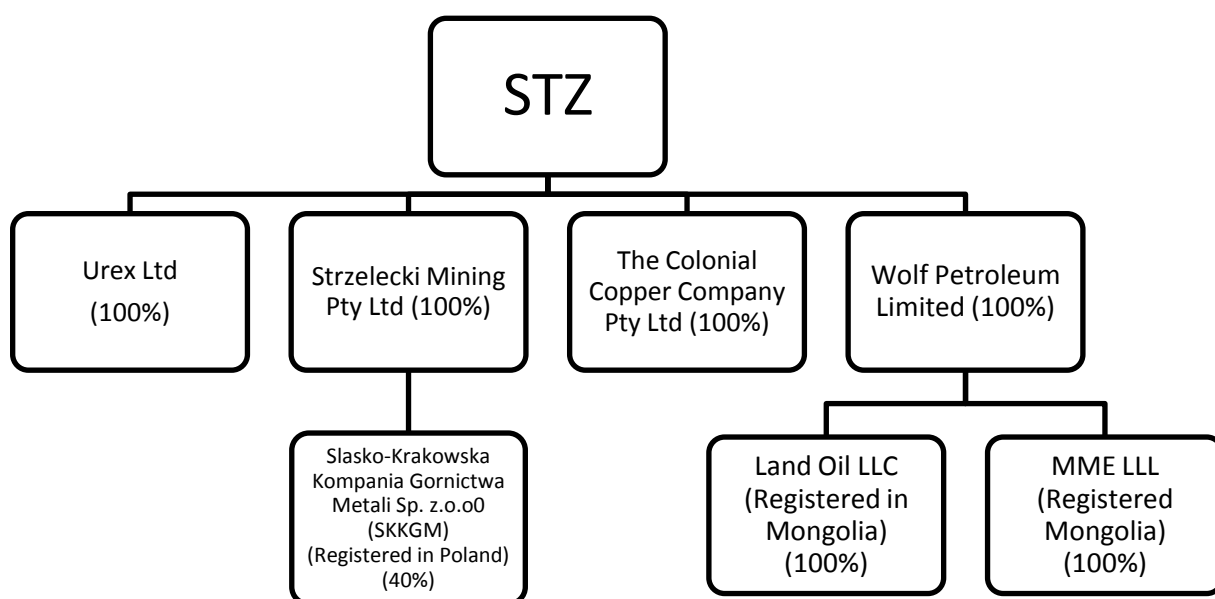 STZ
Urex Ltd
(100%)
Strzelecki Mining
Pty Ltd (100%)
The Colonial
Copper Company
Pty Ltd (100%)
Wolf Petroleum
Limited (100%)
Slasko-Krakowska
Kompania Gornictwa
Metali Sp. z.o.o0
(SKKGM)
(Registered in Poland)
(40%)
Land Oil LLC
(Registered in
Mongolia)
(100%)
MME LLL
(Registered
Mongolia)
(100%)